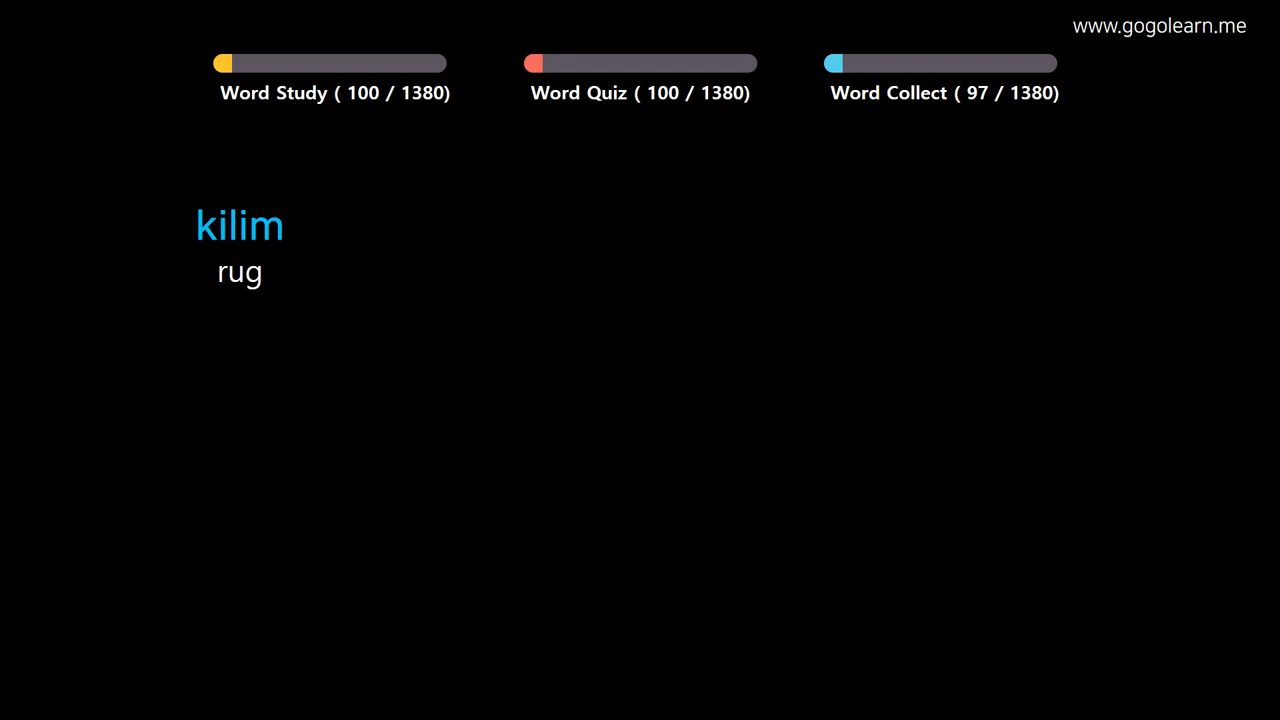 www.gogolearn.me
Word Study ( 100 / 1380)
Word Quiz ( 100 / 1380)
Word Collect ( 97 / 1380)
kilim
rug